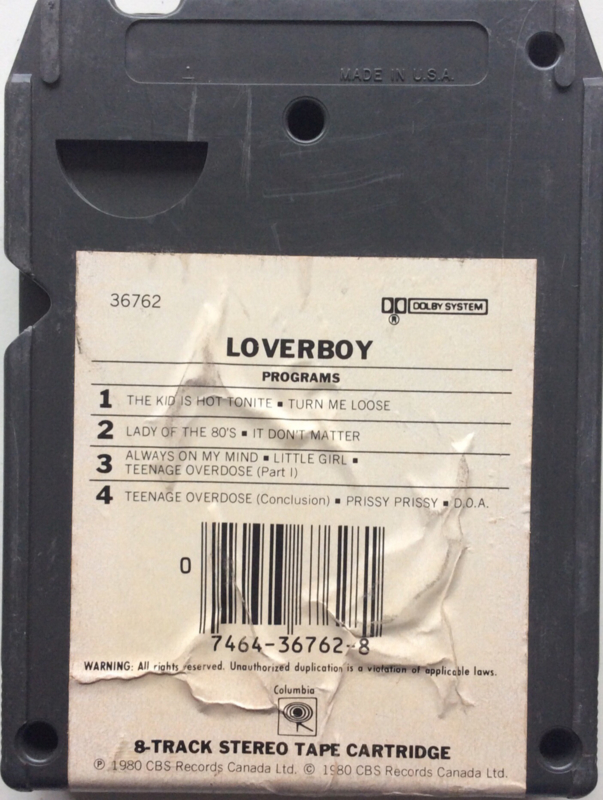 MADE IN U.S.A.
36762
DOLBY SYSTEM
®
LOVERBOY
PROGRAMS
1 THE KID IS HOT TONITE ■ TURN ME LOOSE
2 LADY OF THE 80'S ■ IT DON'T MATTER
3 ALWAYS ON MY MIND ■ LITTLE GIRL ■
TEENAGE OVERDOSE (Part I)
4 TEENAGE OVERDOSE (Conclusion) ■ PRISSY PRISSY ■ D.O.A.
0
7464-36762-8
WARNING: All rights reserved. Unauthorized duplication is a violation of applicable laws.
Columbia
8-TRACK STEREO TAPE CARTRIDGE
℗ 1980 CBS Records Canada Ltd. © 1980 CBS Records Canada Ltd.